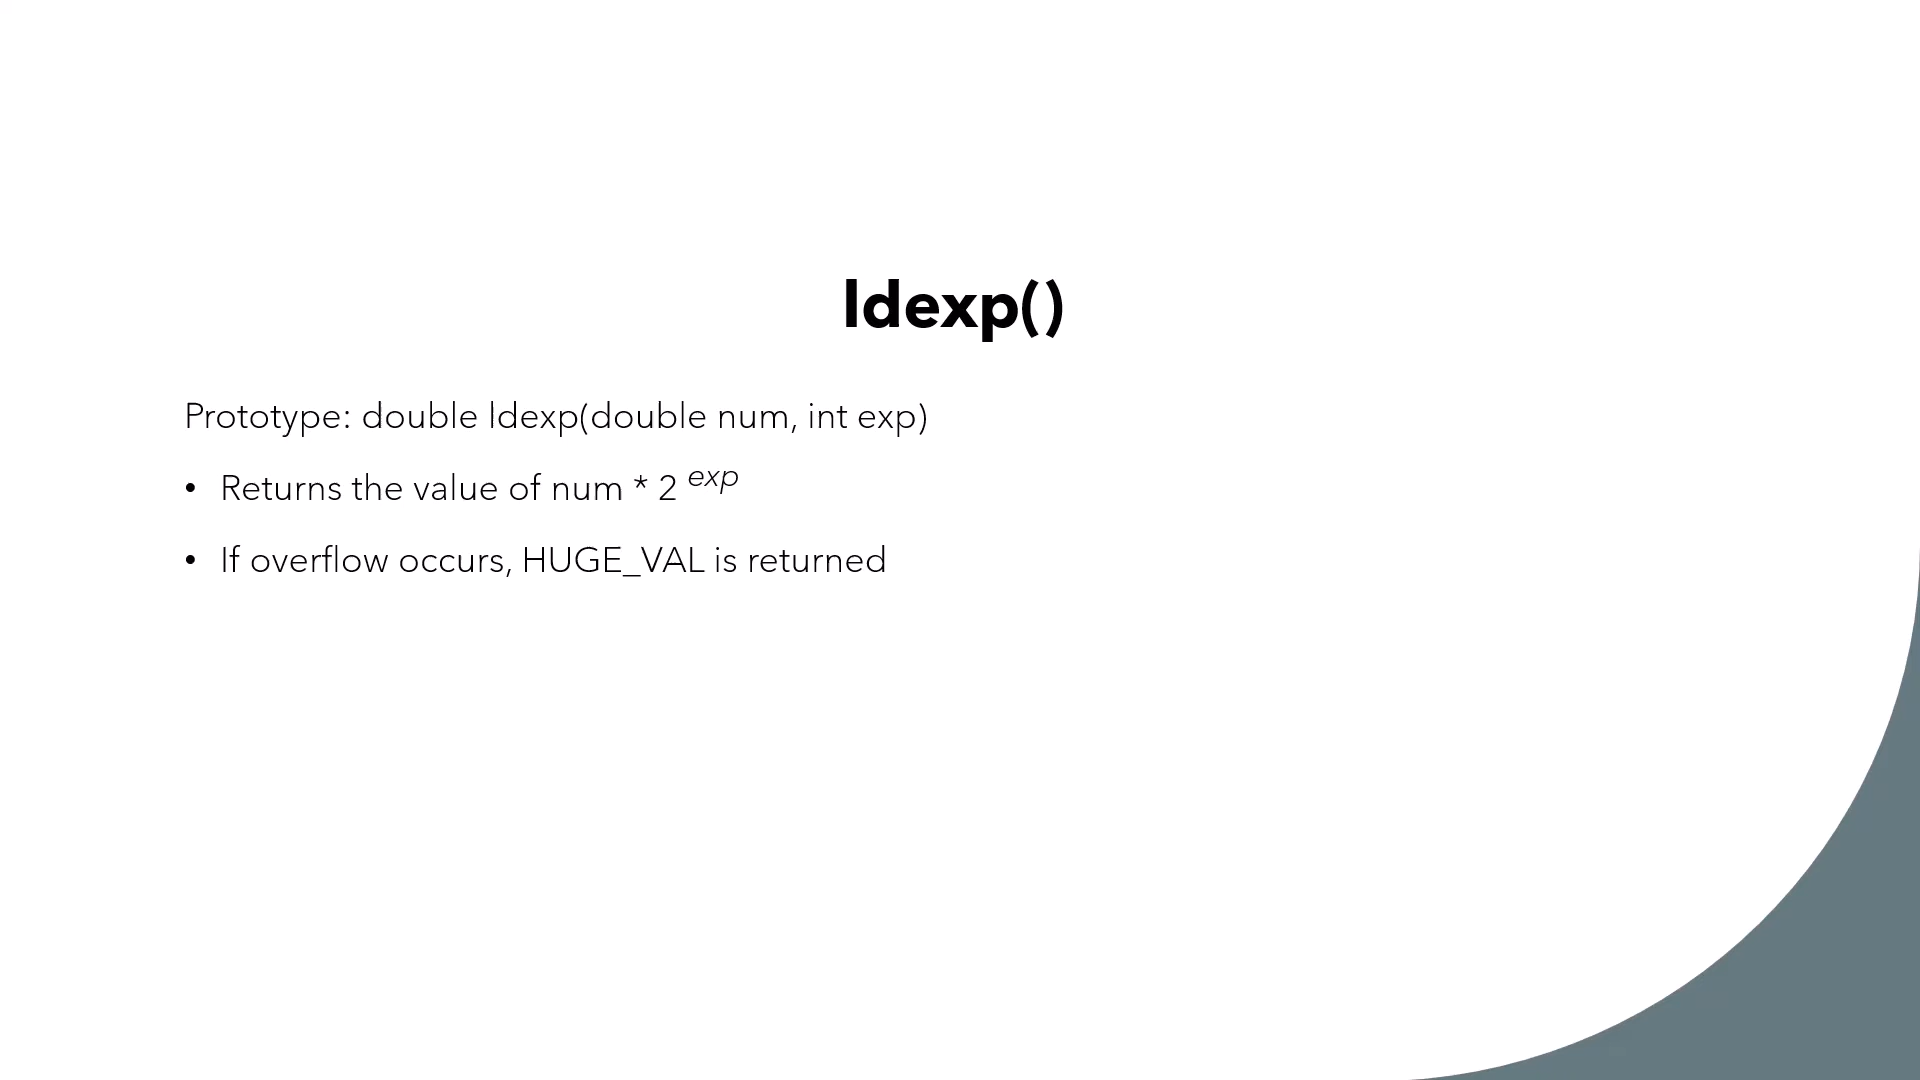 ldexp()
Prototype: double ldexp(double num, int exp)
• Returns the value of num * 2 exp
• If overflow occurs, HUGE_VAL is returned